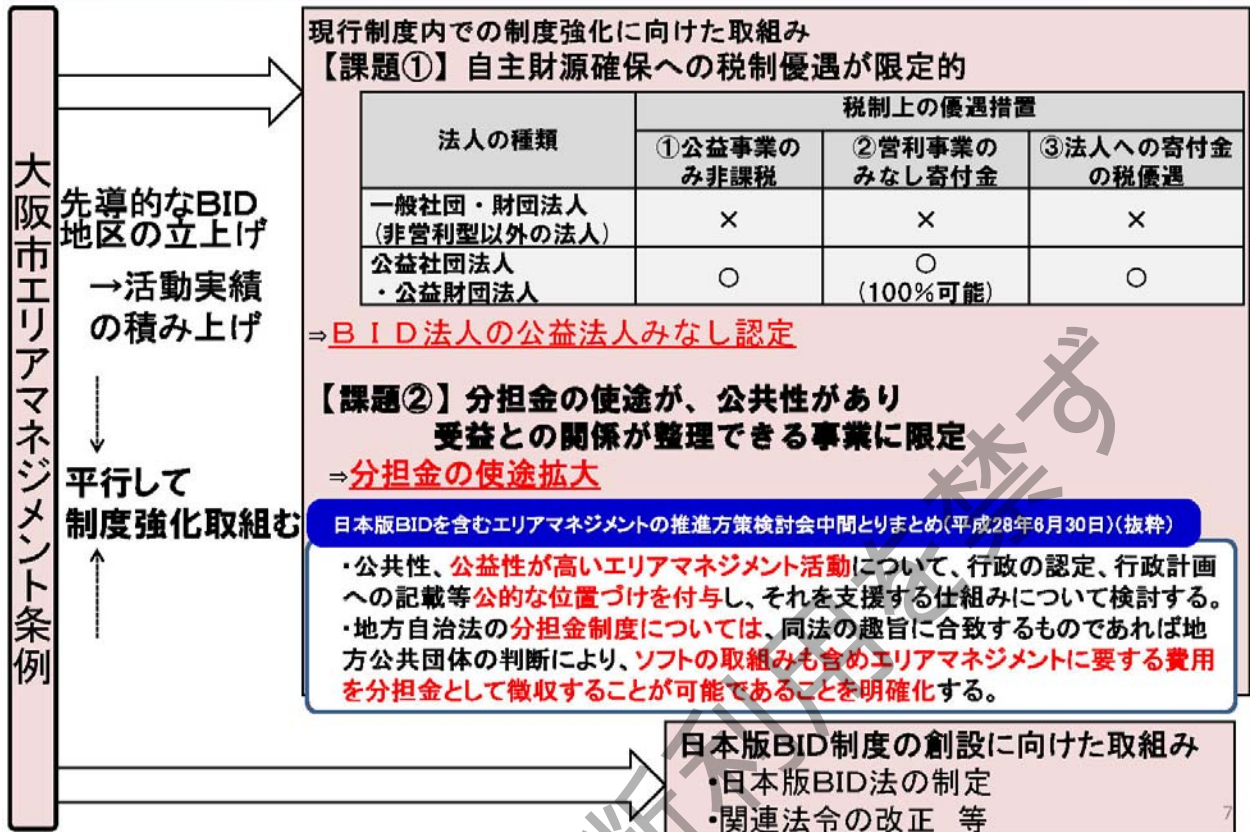 大阪市エリアマネジメント条例
先導的なBID
地区の立上げ
→活動実績
の積み上げ
平行して
制度強化取組む
現行制度内での制度強化に向けた取組み
【課題①】自主財源確保への税制優遇が限定的
法人の種類
税制上の優遇措置
①公益事業の
み非課税
②営利事業の
みなし寄付金
③法人への寄付金
の税優遇
一般社団・財団法人
(非営利型以外の法人)
×
×
×
公益社団法人
・公益財団法人
○
○
(100%可能)
○
⇒BID法人の公益法人みなし認定
【課題②】分担金の使途が、公共性があり
受益との関係が整理できる事業に限定
⇒分担金の使途拡大
日本版BIDを含むエリアマネジメントの推進方策検討会中間とりまとめ(平成28年6月30日)(抜粋)
・公共性、公益性が高いエリアマネジメント活動について、行政の認定、行政計画
への記載等公的な位置づけを付与し、それを支援する仕組みについて検討する。
・地方自治法の分担金制度については、同法の趣旨に合致するものであれば地
方公共団体の判断により、ソフトの取組みも含めエリアマネジメントに要する費用
を分担金として徴収することが可能であることを明確化する。
日本版BID制度の創設に向けた取組み
・日本版BID法の制定
・関連法令の改正 等
7
断利用を禁ず